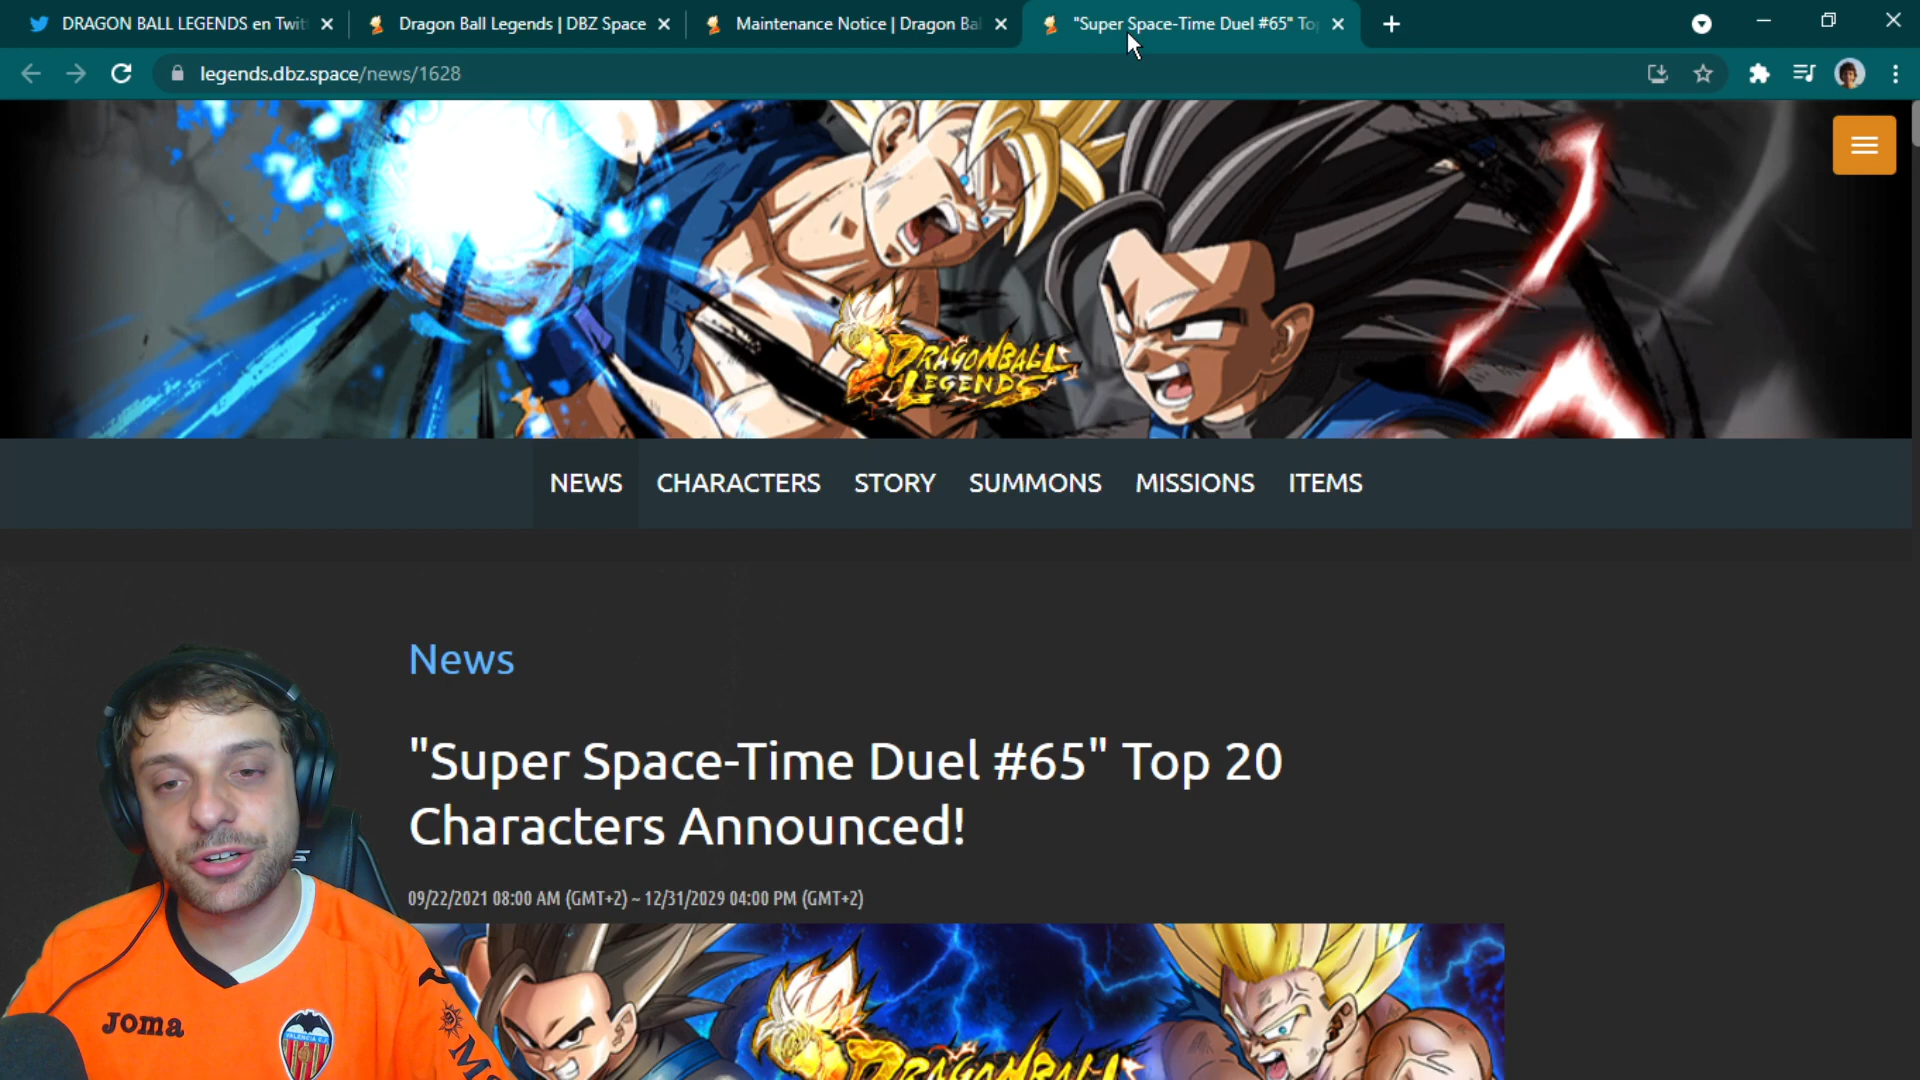 DRAGON BALL LEGENDS en Twit
Dragon Ball Legends | DBZ Space
Maintenance Notice | Dragon Bal
"Super Space-Time Duel #65" To
legends.dbz.space/news/1628
DRAGONBALL
LEGENDS
NEWS
CHARACTERS
STORY
SUMMONS
MISSIONS
ITEMS
News
"Super Space-Time Duel #65" Top 20
Characters Announced!
09/22/2021 08:00 AM (GMT+2) ~ 12/31/2029 04:00 PM (GMT+2)
DRAGONBALL
Joma
VALENCIA C.F.